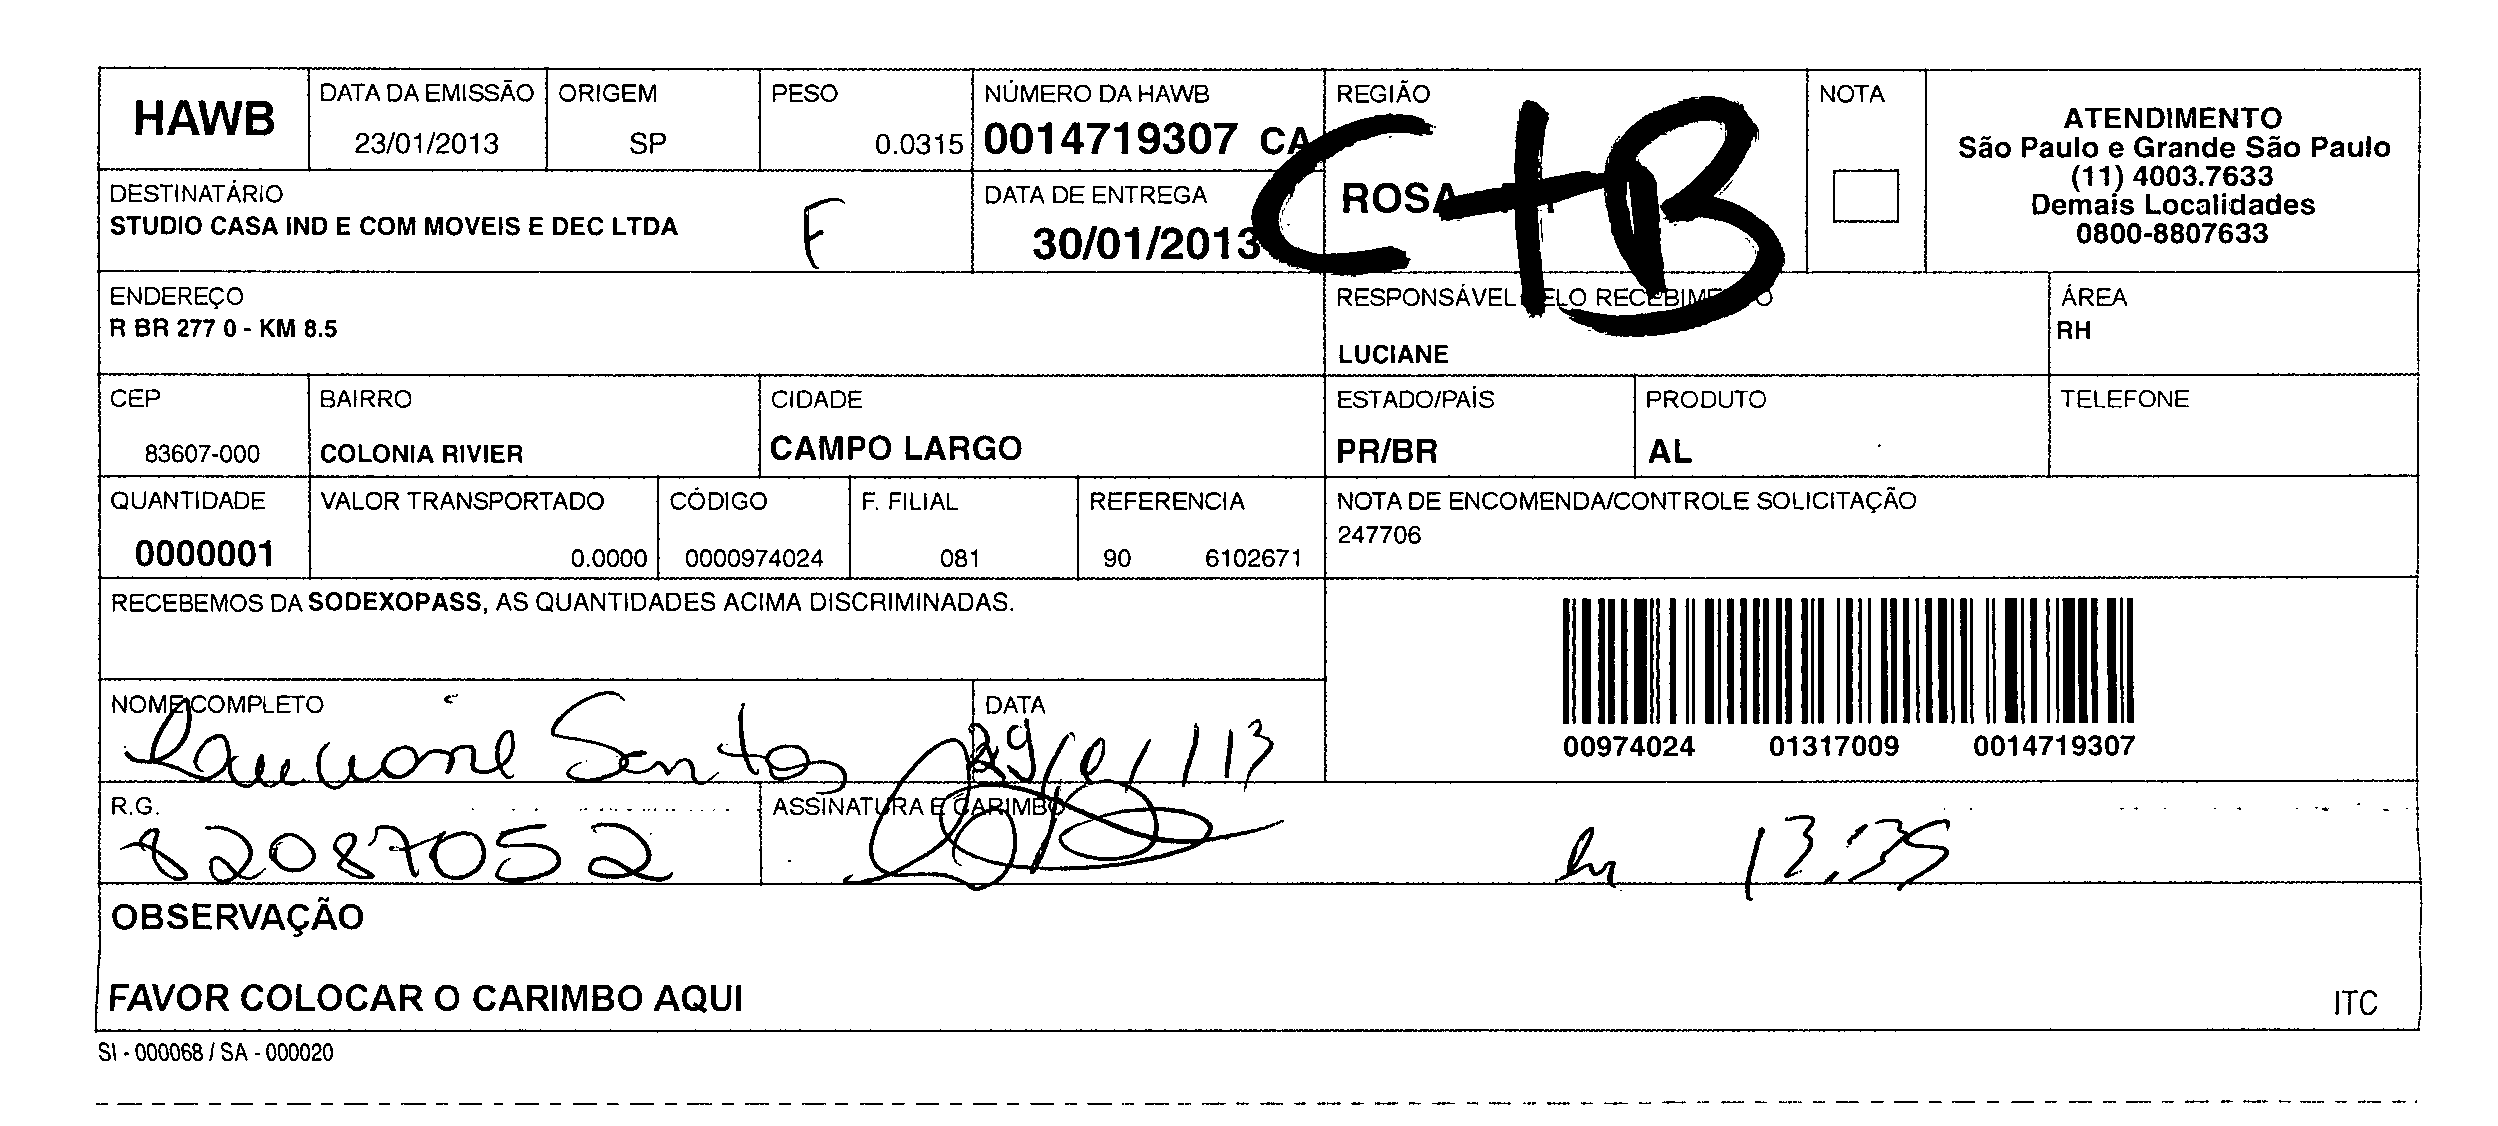 HAWB
DATA DA EMISSÃO
23/01/2013
ORIGEM
SP
PESO
0.0315
NÚMERO DA HAWB
0014719307 CA
REGIÃO
ROSA
CTB
NOTA
ATENDIMENTO
São Paulo e Grande São Paulo
(11) 4003.7633
Demais Localidades
0800-8807633
DESTINATÁRIO
STUDIO CASA IND E COM MOVEIS E DEC LTDA
F
DATA DE ENTREGA
30/01/2013
ENDEREÇO
R BR 277 0 - KM 8.5
RESPONSÁVEL PELO RECEBIMENTO
LUCIANE
ÁREA
RH
CEP
83607-000
BAIRRO
COLONIA RIVIER
CIDADE
CAMPO LARGO
ESTADO/PAÍS
PR/BR
PRODUTO
AL
TELEFONE
QUANTIDADE
0000001
VALOR TRANSPORTADO
0.0000
CÓDIGO
0000974024
F. FILIAL
081
REFERENCIA
90 6102671
NOTA DE ENCOMENDA/CONTROLE SOLICITAÇÃO
247706
RECEBEMOS DA SODEXOPASS, AS QUANTIDADES ACIMA DISCRIMINADAS.
00974024 01317009 0014719307
NOME COMPLETO
Santos
DATA
29/01/13
R.G.
82087052
ASSINATURA E CARIMBO
13:35
OBSERVAÇÃO
FAVOR COLOCAR O CARIMBO AQUI
ITC
SI - 000068 / SA - 000020